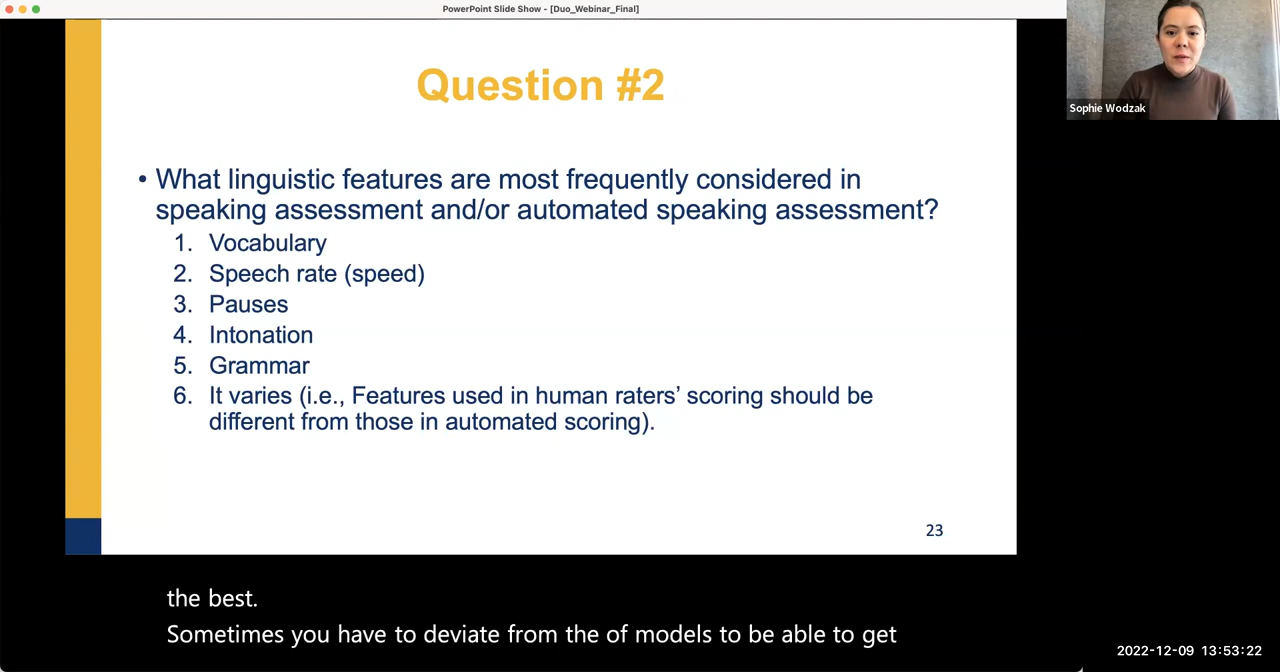 PowerPoint Slide Show - [Duo_Webinar_Final]
Question #2
• What linguistic features are most frequently considered in
speaking assessment and/or automated speaking assessment?
1. Vocabulary
2. Speech rate (speed)
3. Pauses
4. Intonation
5. Grammar
6. It varies (i.e., Features used in human raters’ scoring should be
different from those in automated scoring).
23
Sophie Wodzak
the best.
Sometimes you have to deviate from the of models to be able to get
2022-12-09 13:53:22